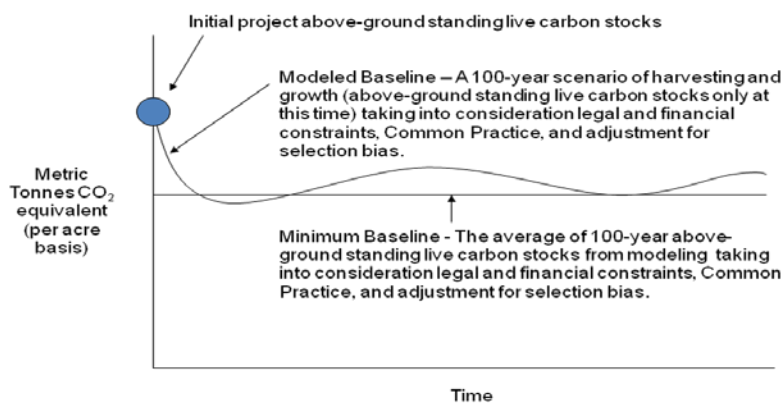 Initial project above-ground standing live carbon stocks
Modeled Baseline – A 100-year scenario of harvesting and
growth (above-ground standing live carbon stocks only at
this time) taking into consideration legal and financial
constraints, Common Practice, and adjustment for
selection bias.
Metric
Tonnes CO₂
equivalent
(per acre
basis)
Minimum Baseline - The average of 100-year above-
ground standing live carbon stocks from modeling taking
into consideration legal and financial constraints, Common
Practice, and adjustment for selection bias.
Time